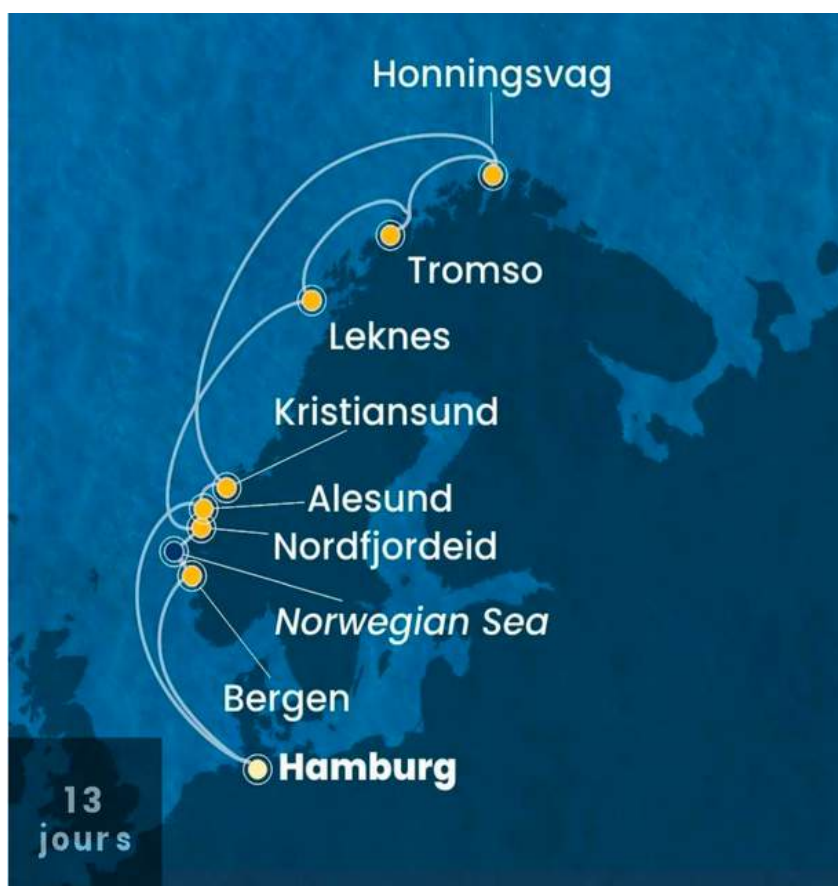 Honningsvag
Tromso
Leknes
Kristiansund
Alesund
Nordfjordeid
Norwegian Sea
Bergen
Hamburg
13
jours